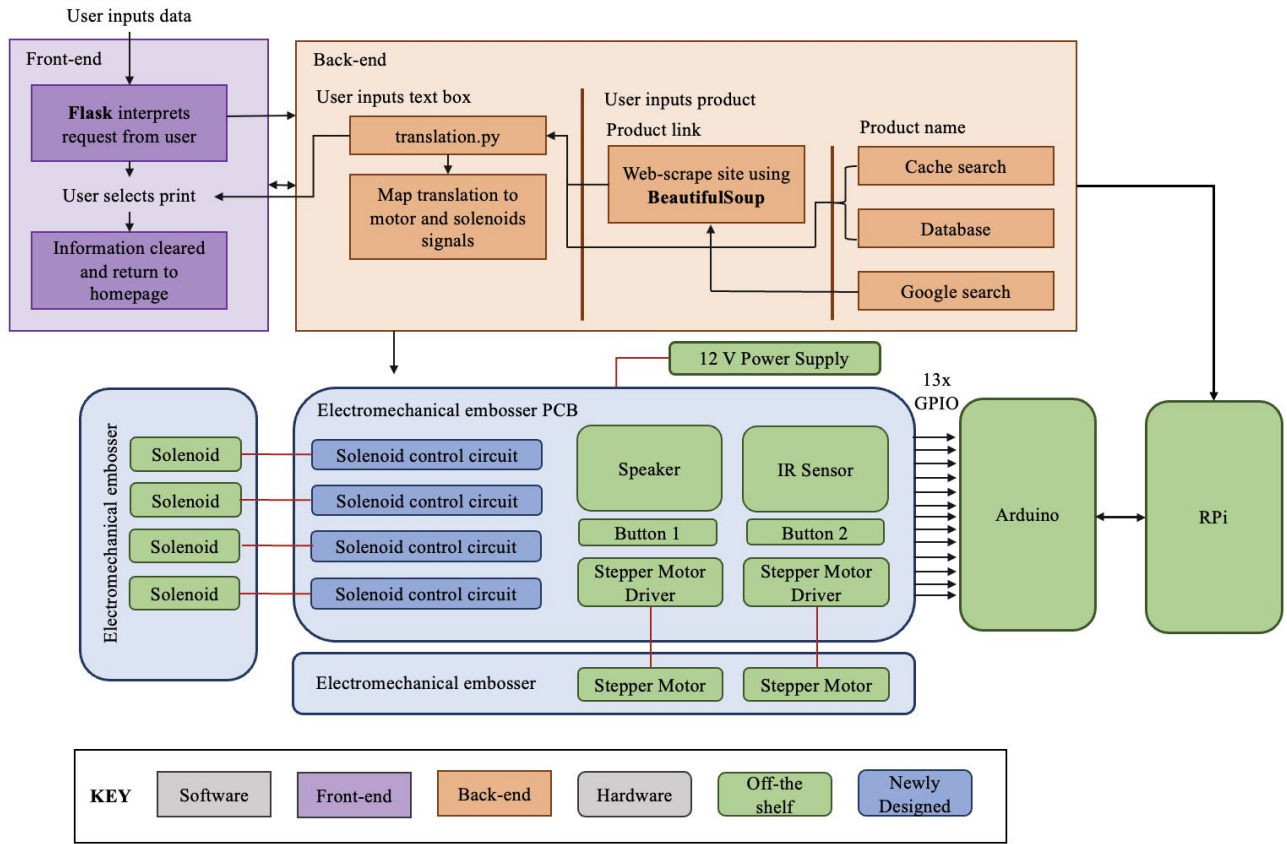 User inputs data
Front-end
Flask interprets
request from user
User selects print
Information cleared
and return to
homepage
Back-end
User inputs text box
translation.py
Map translation to
motor and solenoids
signals
User inputs product
Product link
Web-scrape site using
BeautifulSoup
Product name
Cache search
Database
Google search
12 V Power Supply
Electromechanical embosser
Solenoid
Solenoid
Solenoid
Solenoid
Electromechanical embosser PCB
Solenoid control circuit
Solenoid control circuit
Solenoid control circuit
Solenoid control circuit
Speaker
IR Sensor
Button 1
Button 2
Stepper Motor
Driver
Stepper Motor
Driver
13x
GPIO
Arduino
RPi
Electromechanical embosser
Stepper Motor
Stepper Motor
KEY
Software
Front-end
Back-end
Hardware
Off-the
shelf
Newly
Designed